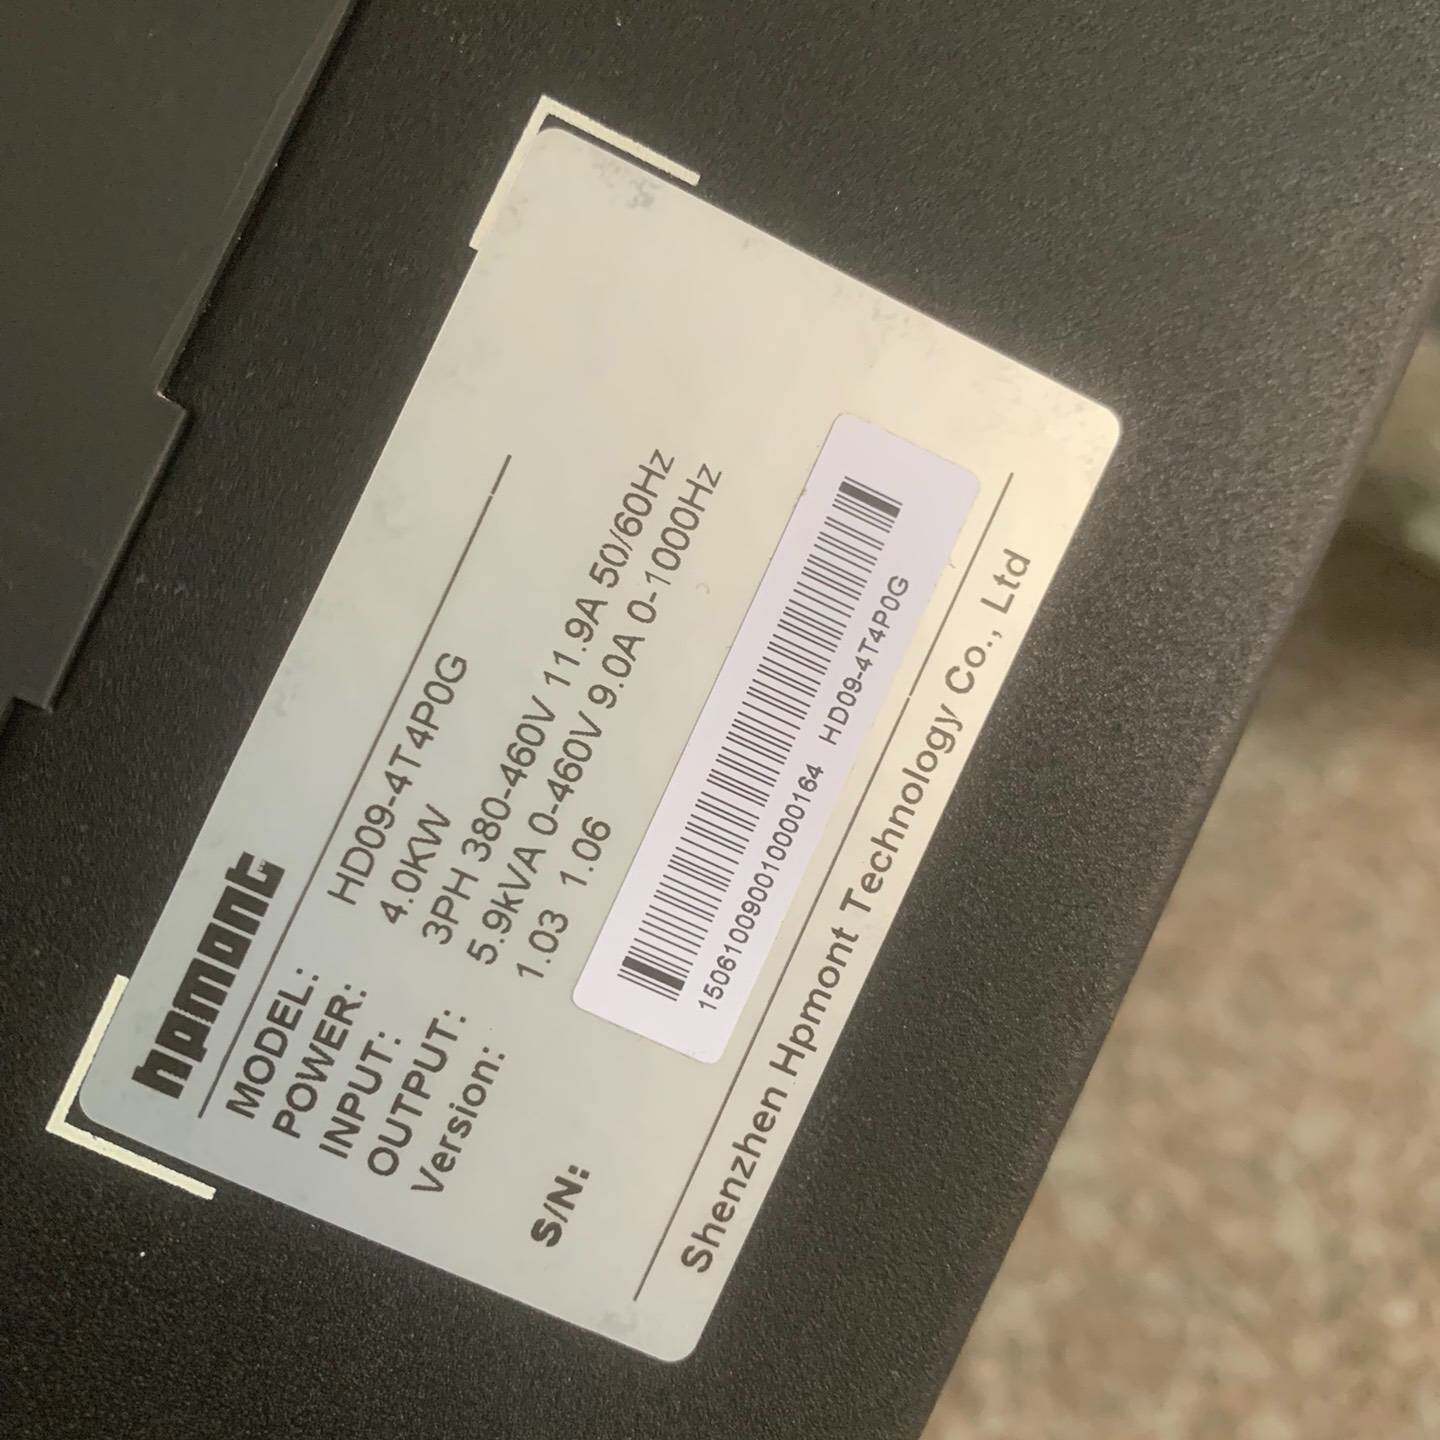 hpmont
MODEL: HD09-4T4P0G
POWER: 4.0KW
INPUT: 3PH 380-460V 11.9A 50/60Hz
OUTPUT: 5.9kVA 0-460V 9.0A 0-1000Hz
Version: 1.03 1.06
S/N:
15061009001000164 HD09-4T4P0G
Shenzhen Hpmont Technology Co., Ltd